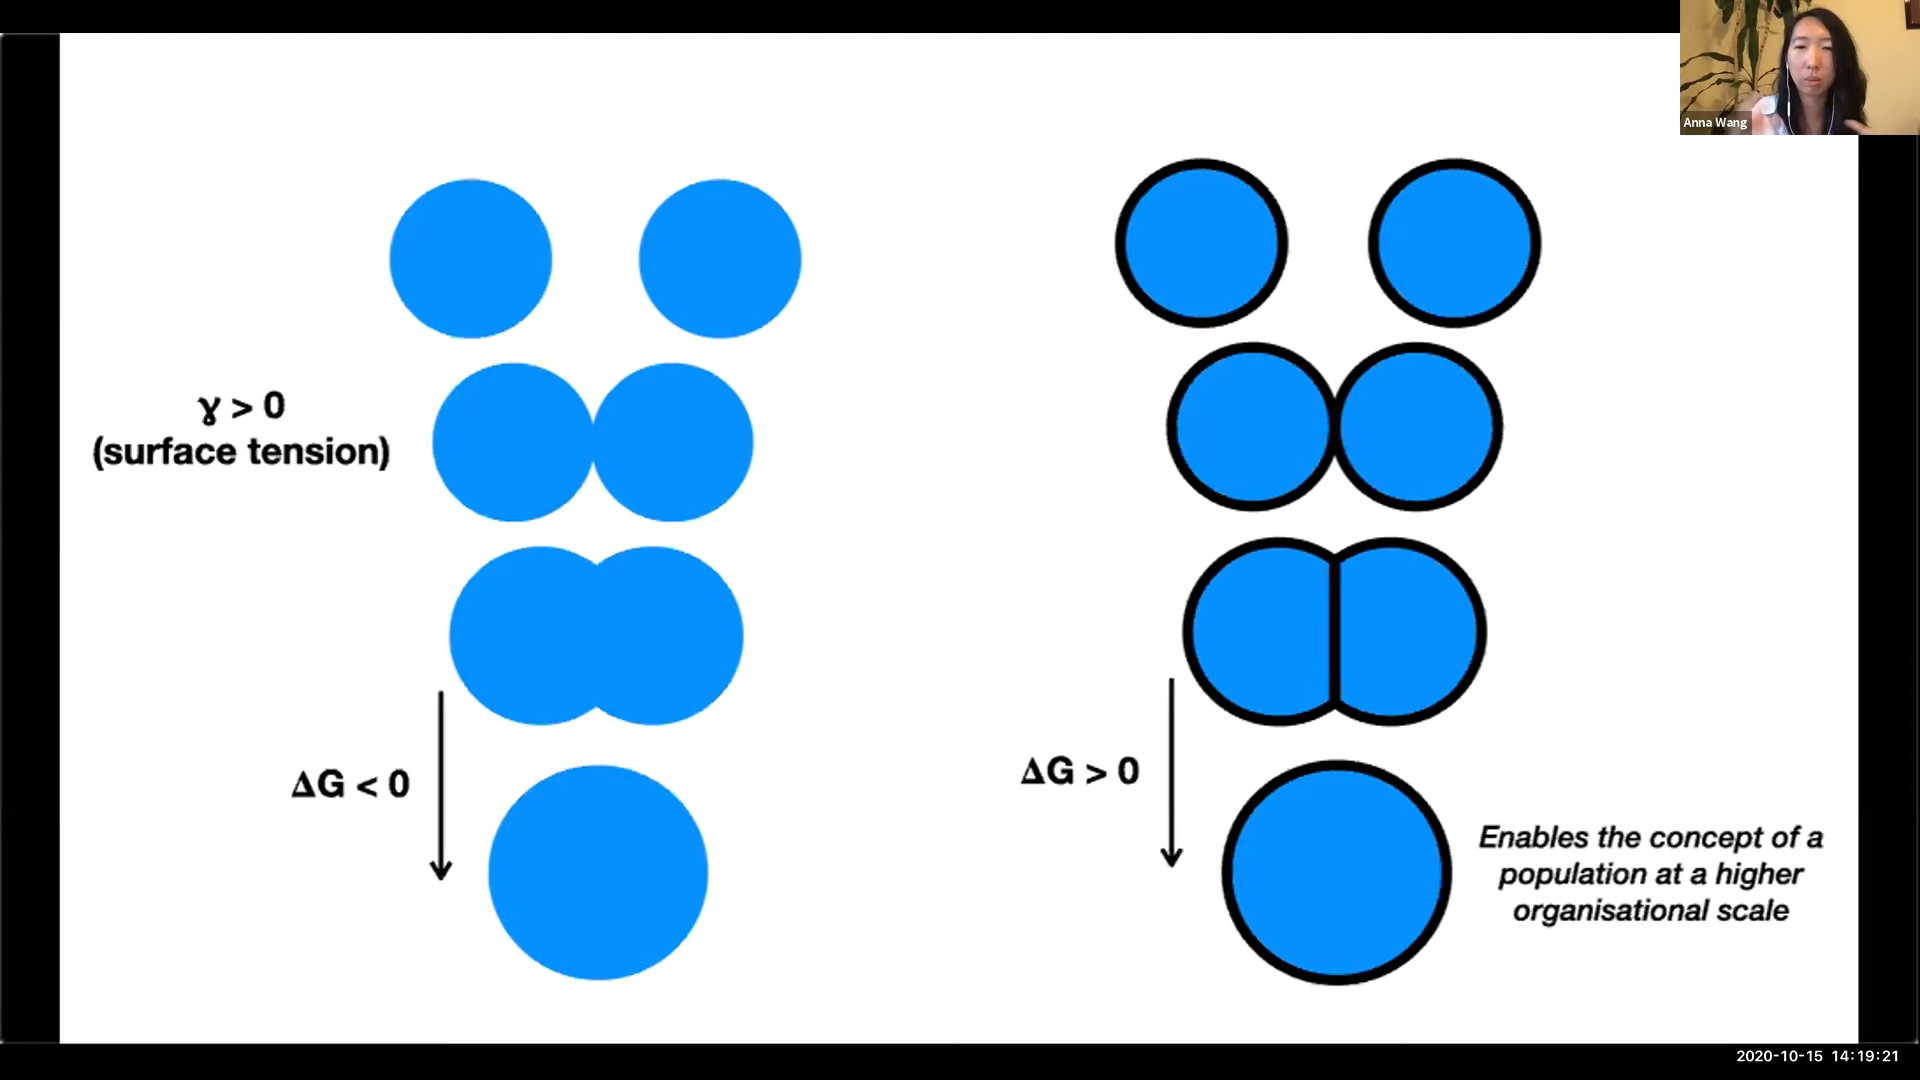 Anna Wang
ɣ > 0
(surface tension)
ΔG < 0
ΔG > 0
Enables the concept of a
population at a higher
organisational scale
2020-10-15 14:19:21